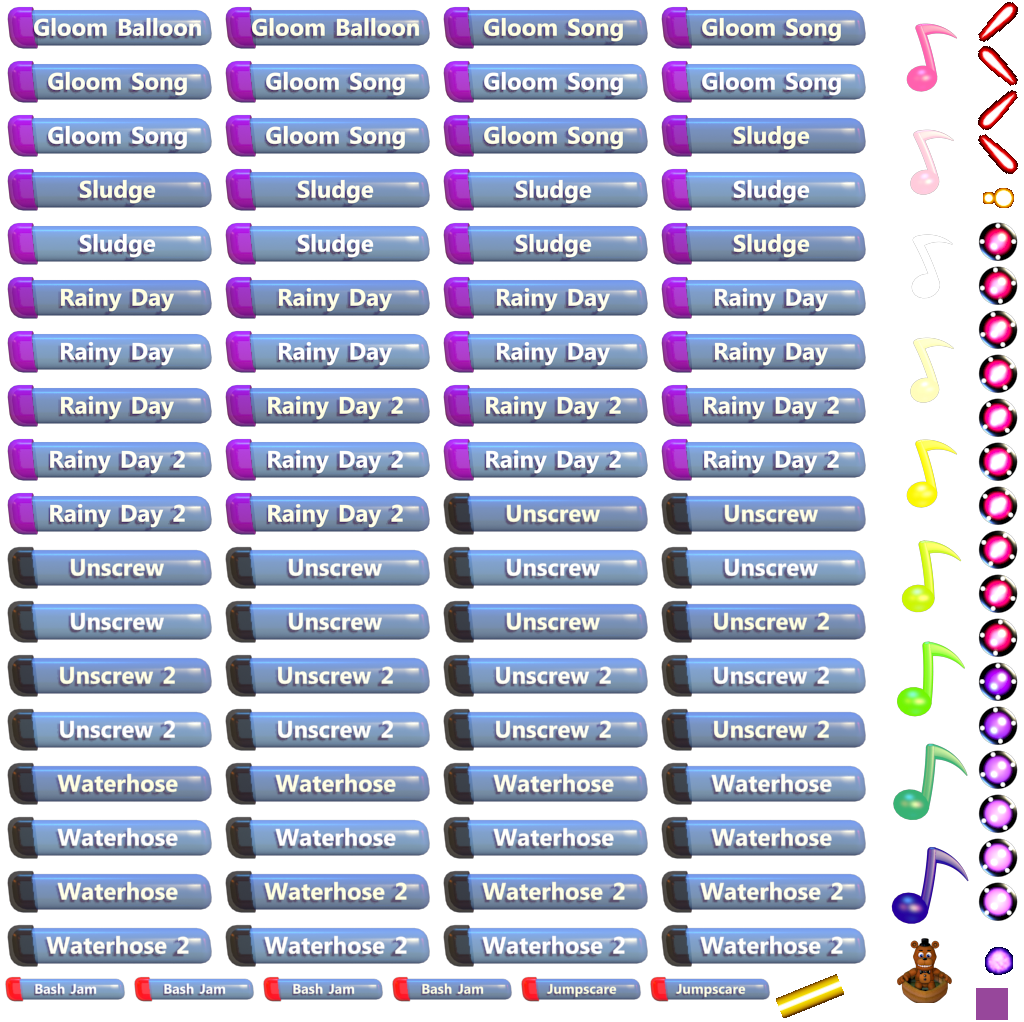 Gloom Balloon Gloom Balloon Gloom Song Gloom Song
Gloom Song Gloom Song Gloom Song Gloom Song
Gloom Song Gloom Song Gloom Song Sludge
Sludge Sludge Sludge Sludge
Sludge Sludge Sludge Sludge
Rainy Day Rainy Day Rainy Day Rainy Day
Rainy Day Rainy Day Rainy Day Rainy Day
Rainy Day Rainy Day 2 Rainy Day 2 Rainy Day 2
Rainy Day 2 Rainy Day 2 Rainy Day 2 Rainy Day 2
Rainy Day 2 Rainy Day 2 Unscrew Unscrew
Unscrew Unscrew Unscrew Unscrew
Unscrew Unscrew Unscrew Unscrew 2
Unscrew 2 Unscrew 2 Unscrew 2 Unscrew 2
Unscrew 2 Unscrew 2 Unscrew 2 Unscrew 2
Waterhose Waterhose Waterhose Waterhose
Waterhose Waterhose Waterhose Waterhose
Waterhose Waterhose 2 Waterhose 2 Waterhose 2
Waterhose 2 Waterhose 2 Waterhose 2 Waterhose 2
Bash Jam Bash Jam Bash Jam Bash Jam Jumpscare Jumpscare